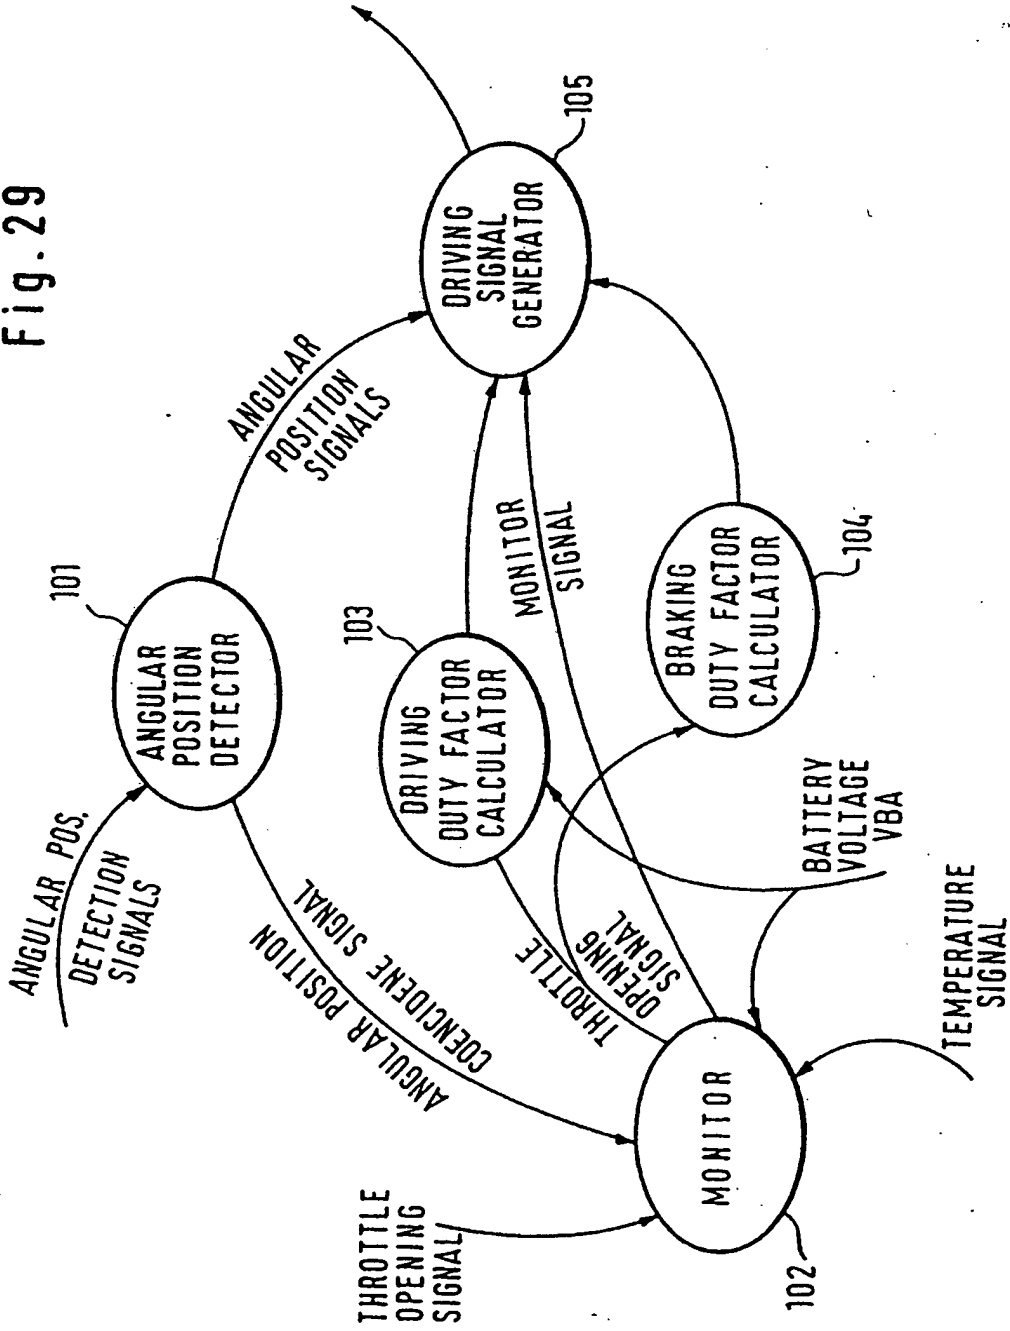 Fig. 29
ANGULAR POS.
DETECTION
SIGNALS
101
ANGULAR
POSITION
DETECTOR
ANGULAR
POSITION
SIGNALS
ANGULAR POSITION
COENCIDENE SIGNAL
103
DRIVING
DUTY FACTOR
CALCULATOR
DRIVING
SIGNAL
GENERATOR
105
MONITOR
SIGNAL
THROTTLE
OPENING
SIGNAL
THROTTLE
OPENING
SIGNAL
MONITOR
102
BRAKING
DUTY FACTOR
CALCULATOR
104
BATTERY
VOLTAGE
VBA
TEMPERATURE
SIGNAL